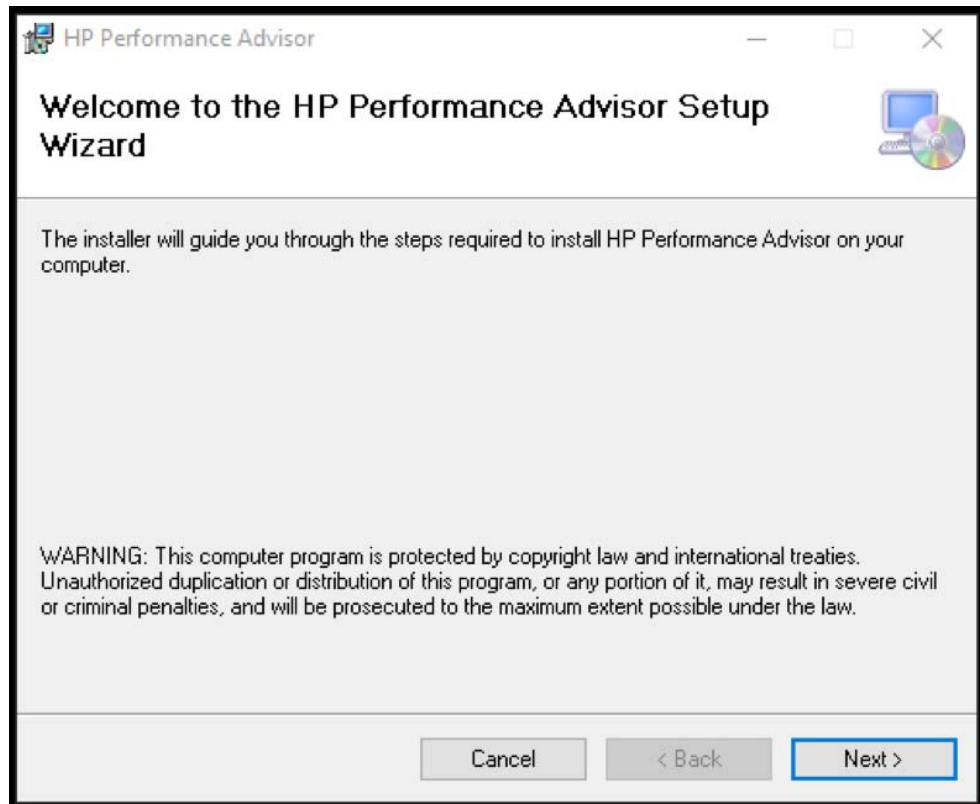 HP Performance Advisor
Welcome to the HP Performance Advisor Setup
Wizard
The installer will guide you through the steps required to install HP Performance Advisor on your
computer.
WARNING: This computer program is protected by copyright law and international treaties.
Unauthorized duplication or distribution of this program, or any portion of it, may result in severe civil
or criminal penalties, and will be prosecuted to the maximum extent possible under the law.
Cancel < Back Next >